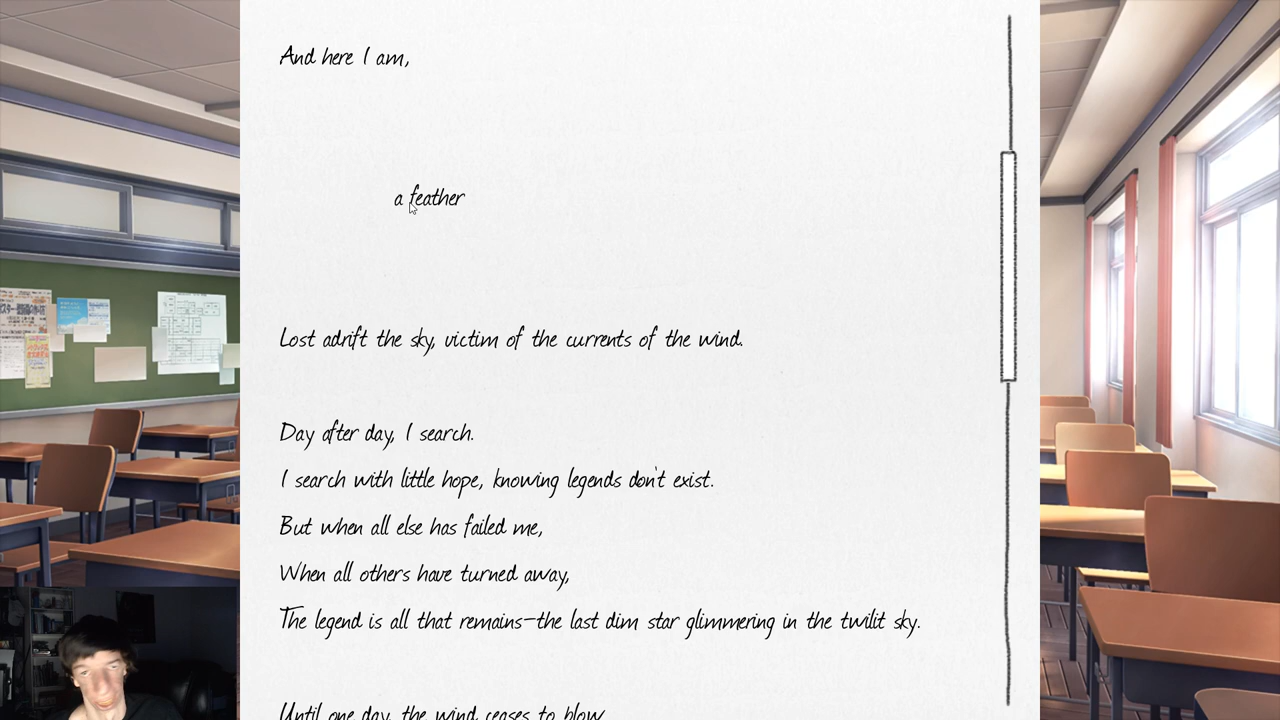 And here I am,
a feather
Lost adrift the sky, victim of the currents of the wind.
Day after day, I search.
I search with little hope, knowing legends don't exist.
But when all else has failed me,
When all others have turned away,
The legend is all that remains—the last dim star glimmering in the twilit sky.
Until one day, the wind ceases to blow.